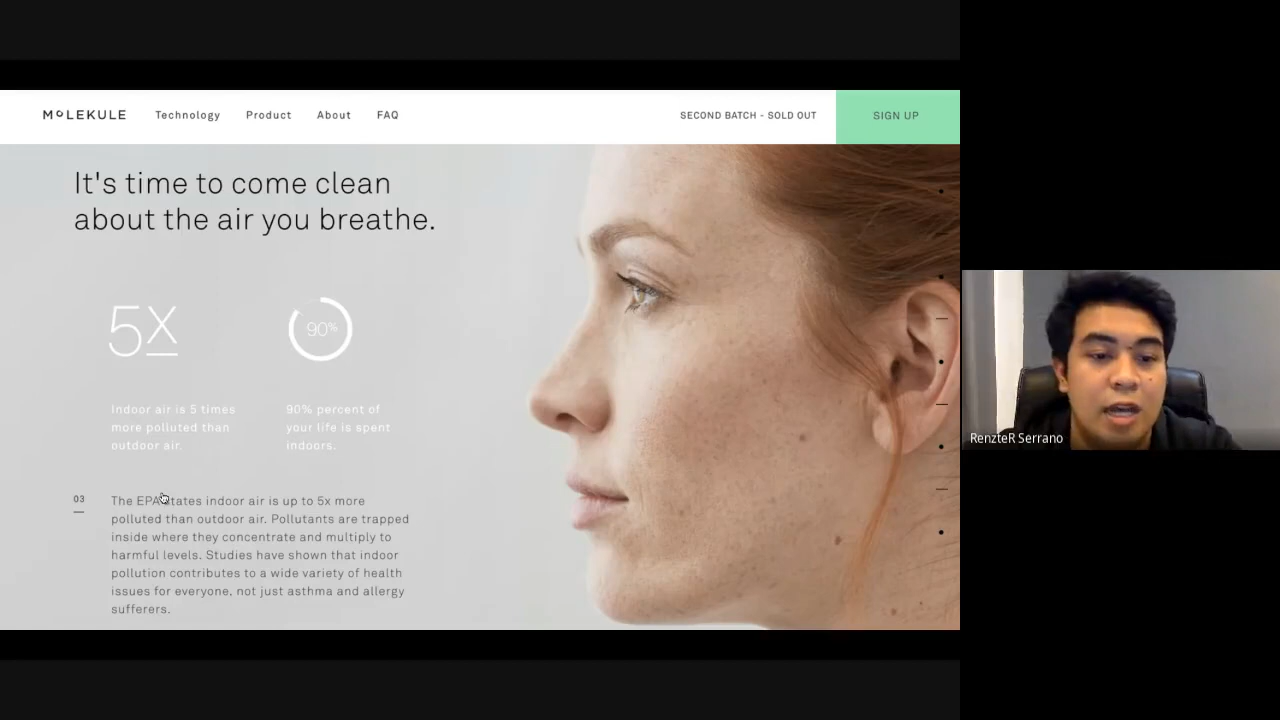 MOLEKULE Technology Product About FAQ SECOND BATCH - SOLD OUT SIGN UP
It's time to come clean
about the air you breathe.
5X 90%
Indoor air is 5 times
more polluted than
outdoor air.
90% percent of
your life is spent
indoors.
03
The EPA states indoor air is up to 5x more
polluted than outdoor air. Pollutants are trapped
inside where they concentrate and multiply to
harmful levels. Studies have shown that indoor
pollution contributes to a wide variety of health
issues for everyone, not just asthma and allergy
sufferers.
RenzteR Serrano